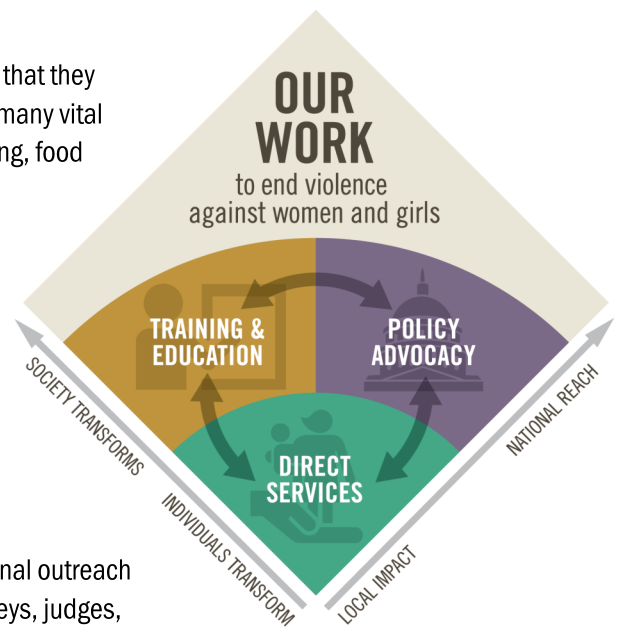 that they
many vital
ng, food
OUR
WORK
to end violence
against women and girls
TRAINING &
EDUCATION
POLICY
ADVOCACY
DIRECT
SERVICES
SOCIETY TRANSFORMS
INDIVIDUALS TRANSFORM
LOCAL IMPACT
NATIONAL REACH
nal outreach
eys, judges,